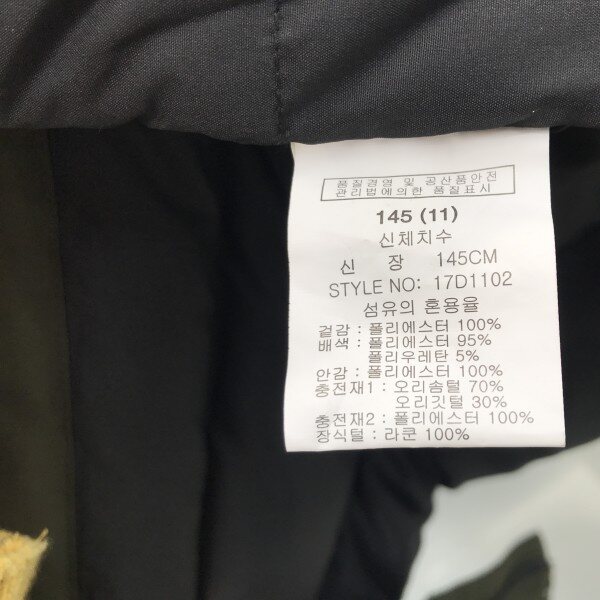 품질경영 및 공산품안전
관리법에의한 품질표시
145 (11)
신체치수
신 장 145CM
STYLE NO: 17D1102
섬유의 혼용율
겉감 : 폴리에스터 100%
배색 : 폴리에스터 95%
폴리우레탄 5%
안감 : 폴리에스터 100%
충전재1 : 오리솜털 70%
오리깃털 30%
충전재2 : 폴리에스터 100%
장식털 : 라쿤 100%